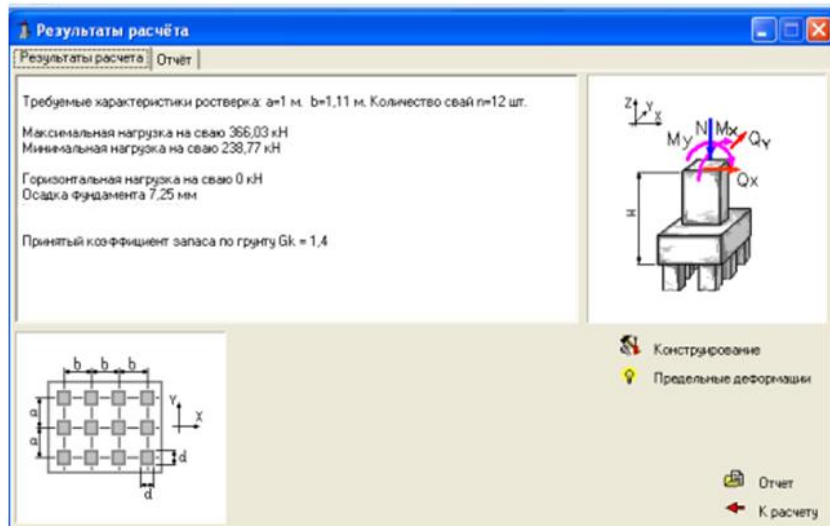 Результаты расчёта
Результаты расчета Отчёт
Требуемые характеристики ростверка: a=1 м. b=1,11 м. Количество свай n=12 шт.
Максимальная нагрузка на сваю 366,03 кН
Минимальная нагрузка на сваю 238,77 кН
Горизонтальная нагрузка на сваю 0 кН
Осадка фундамента 7,25 мм
Принятый коэффициент запаса по грунту Gk = 1,4
Z Y X
My N Mx QY
QX
H
Конструирование
Предельные деформации
b b b
a
a
Y
X
d
d
Отчет
К расчету